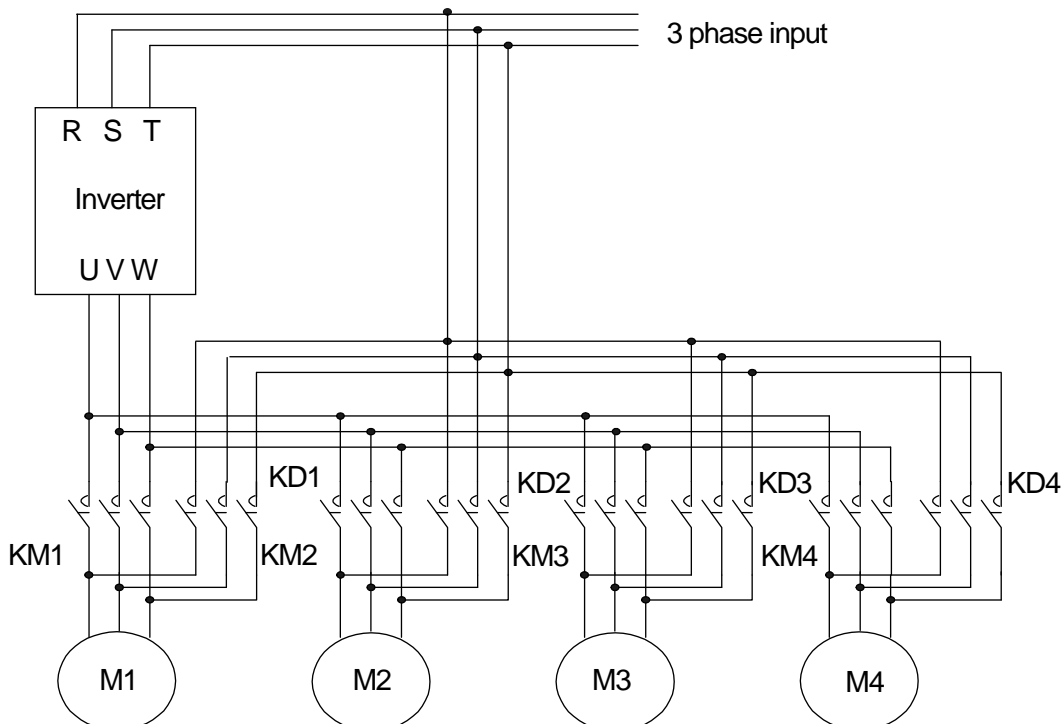 3 phase input
R S T
Inverter
U V W
KD1
KD2
KD3
KD4
KM1
KM2
KM3
KM4
M1
M2
M3
M4